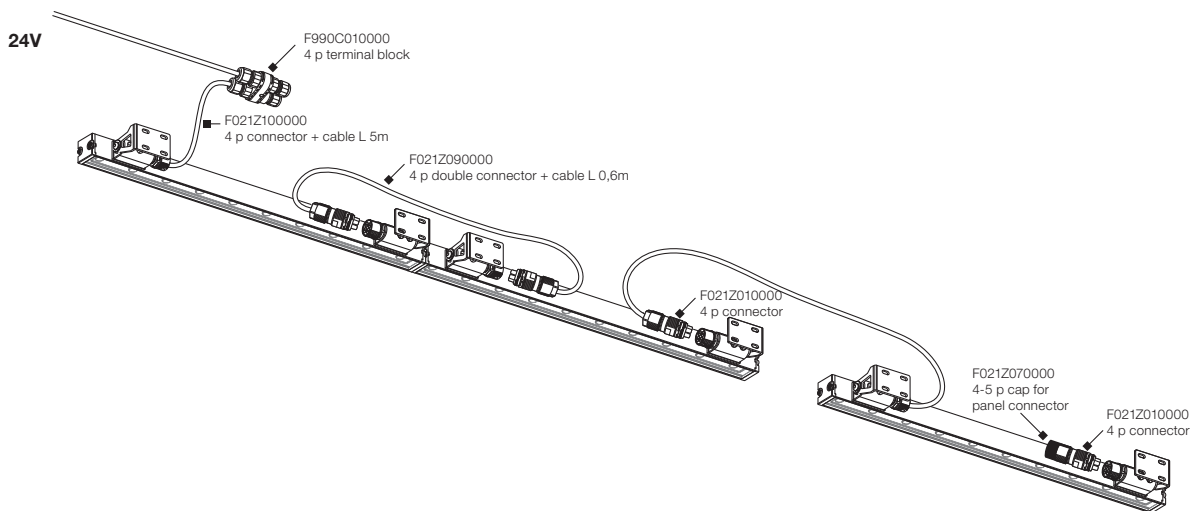 24V
F990C010000
4 p terminal block
F021Z100000
4 p connector + cable L 5m
F021Z090000
4 p double connector + cable L 0,6m
F021Z010000
4 p connector
F021Z070000
4-5 p cap for
panel connector
F021Z010000
4 p connector